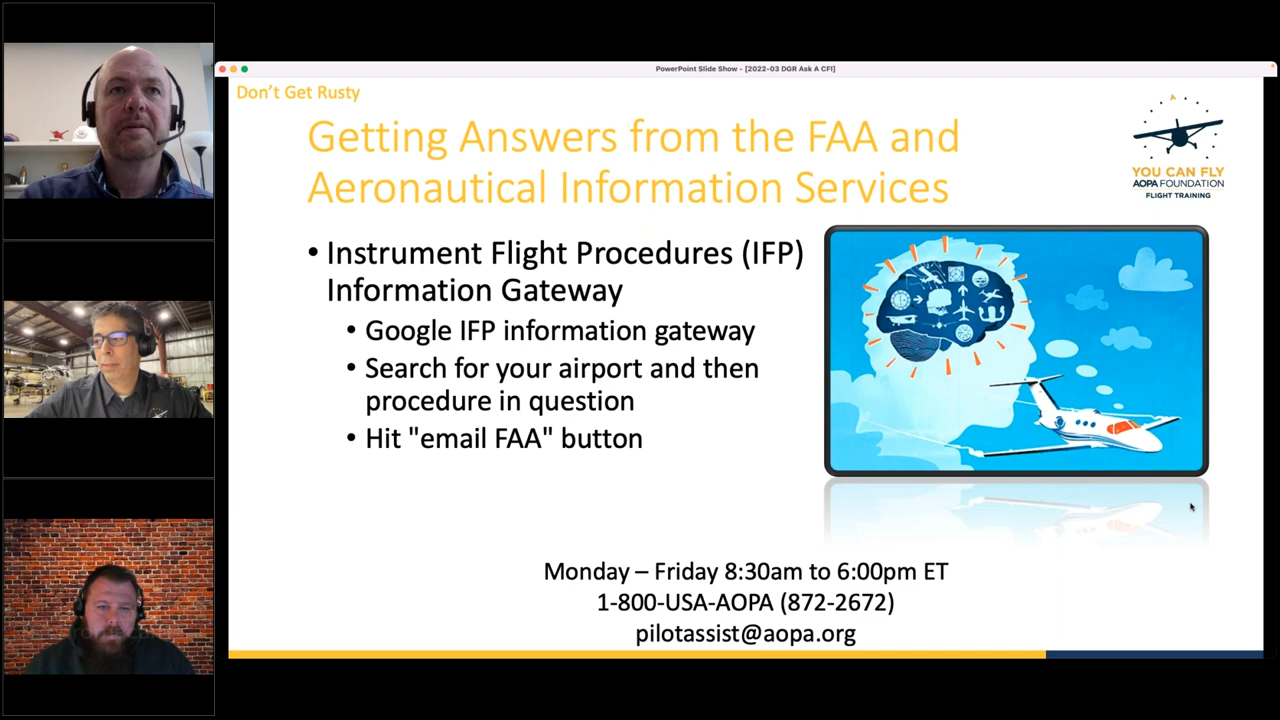 PowerPoint Slide Show - [2022-03 DGR Ask A CFI]
Don't Get Rusty
Getting Answers from the FAA and
Aeronautical Information Services
YOU CAN FLY
AOPA FOUNDATION
FLIGHT TRAINING
• Instrument Flight Procedures (IFP)
Information Gateway
• Google IFP information gateway
• Search for your airport and then
procedure in question
• Hit "email FAA" button
Monday – Friday 8:30am to 6:00pm ET
1-800-USA-AOPA (872-2672)
pilotassist@aopa.org